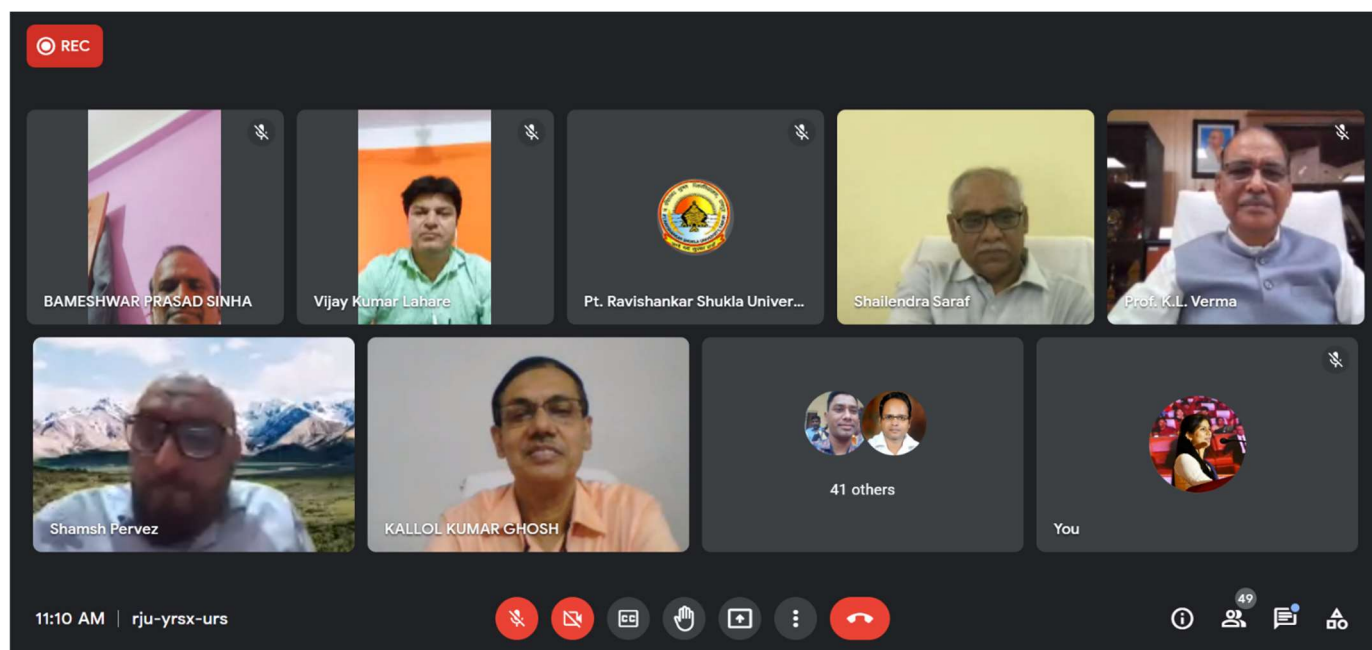 REC
BAMESHWAR PRASAD SINHA
Vijay Kumar Lahare
Pt. Ravishankar Shukla Univer...
Shailendra Saraf
Prof. K.L. Verma
Shamsh Pervez
KALLOL KUMAR GHOSH
41 others
You
11:10 AM | rju-yrsx-urs
CC
49